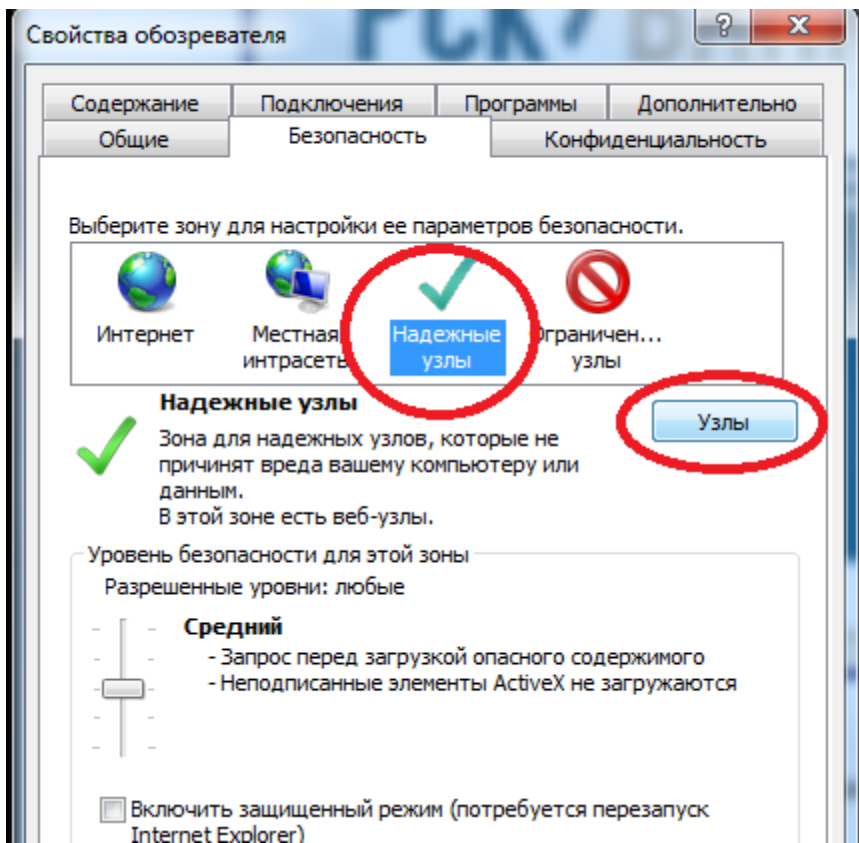 РСК?
Свойства обозревателя
Содержание Подключения Программы Дополнительно
Общие Безопасность Конфиденциальность
Выберите зону для настройки ее параметров безопасности.
Интернет Местная интрасеть Надежные узлы Ограничен... узлы
Надежные узлы
Узлы
Зона для надежных узлов, которые не
причинят вреда вашему компьютеру или
данным.
В этой зоне есть веб-узлы.
Уровень безопасности для этой зоны
Разрешенные уровни: любые
Средний
- Запрос перед загрузкой опасного содержимого
- Неподписанные элементы ActiveX не загружаются
Включить защищенный режим (потребуется перезапуск
Internet Explorer)